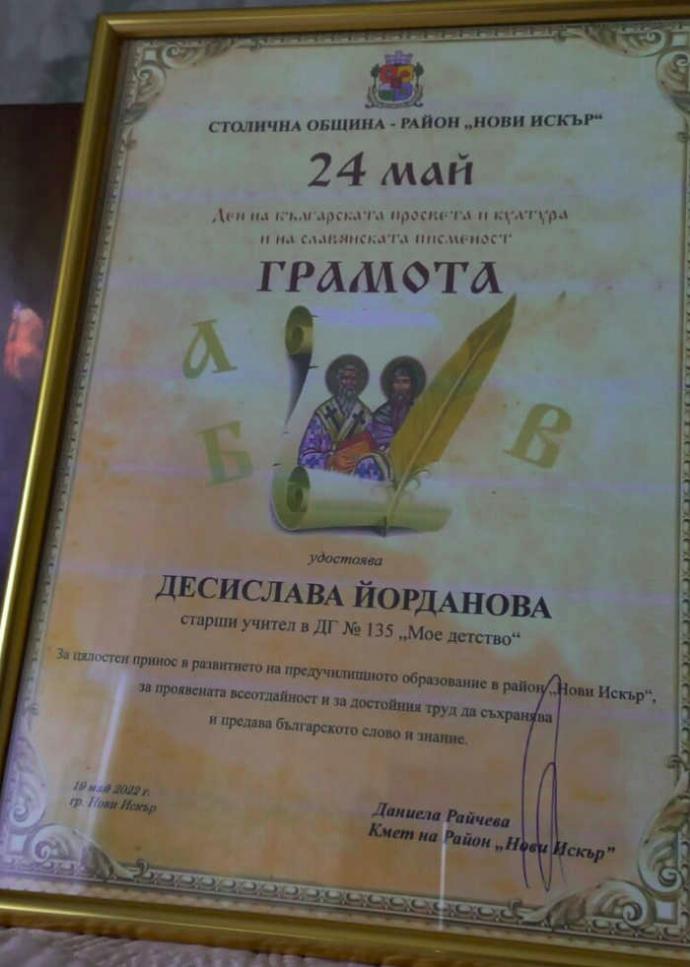 СТОЛИЧНА ОБЩИНА - РАЙОН „НОВИ ИСКЪР“
24 май
Ден на българската просвета и култура
и на славянската писменост
ГРАМОТА
А
Б
В
удостоява
ДЕСИСЛАВА ЙОРДАНОВА
старши учител в ДГ № 135 „Мое детство“
За цялостен принос в развитието на предучилищното образование в район „Нови Искър“,
за проявената всеотдайност и за достойния труд да съхранява
и предава българското слово и знание.
19 май 2022 г.
гр. Нови Искър
Даниела Райчева
Кмет на Район „Нови Искър”